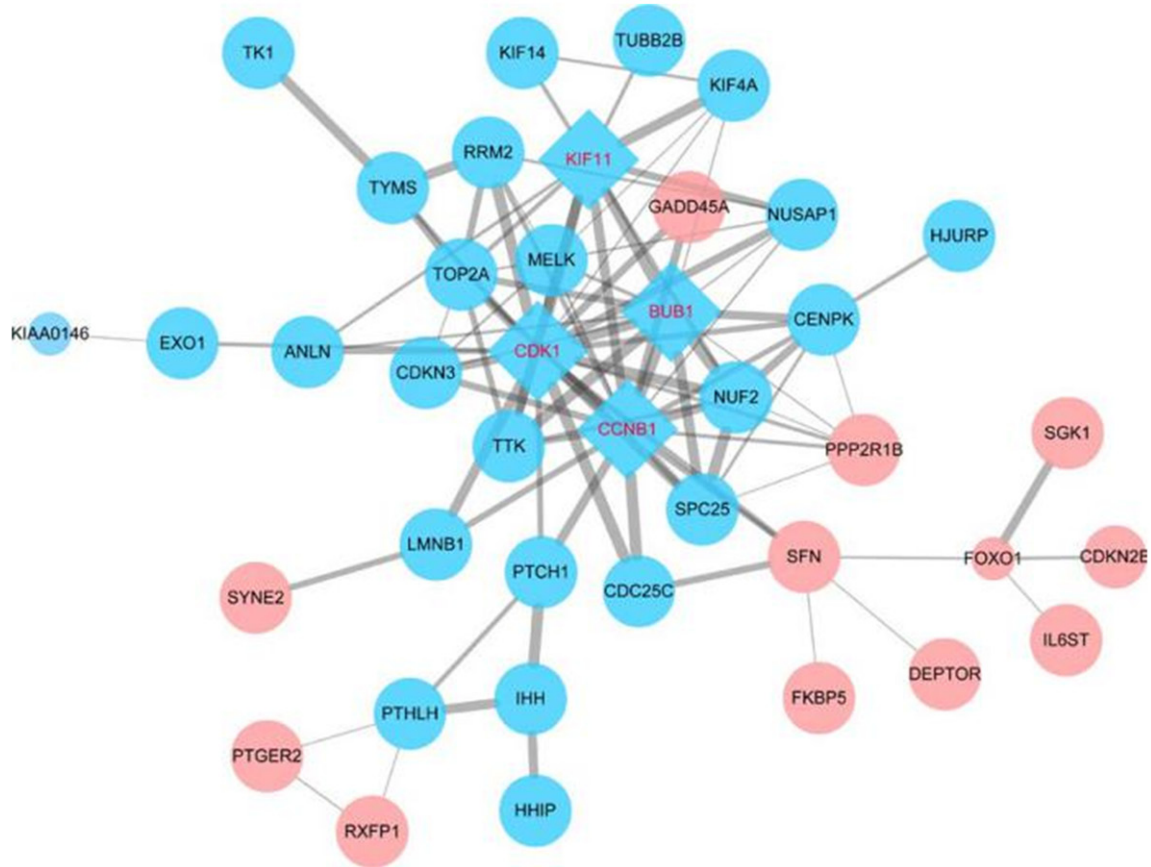 TK1
KIF14
TUBB2B
KIF4A
RRM2
KIF11
TYMS
GADD45A
NUSAP1
HJURP
TOP2A
MELK
BUB1
CENPK
KIAA0146
EXO1
ANLN
CDK1
CDKN3
NUF2
CCNB1
TTK
PPP2R1B
SGK1
SPC25
LMNB1
SFN
FOXO1
CDKN2B
SYNE2
PTCH1
CDC25C
IL6ST
DEPTOR
FKBP5
IHH
PTHLH
PTGER2
HHIP
RXFP1